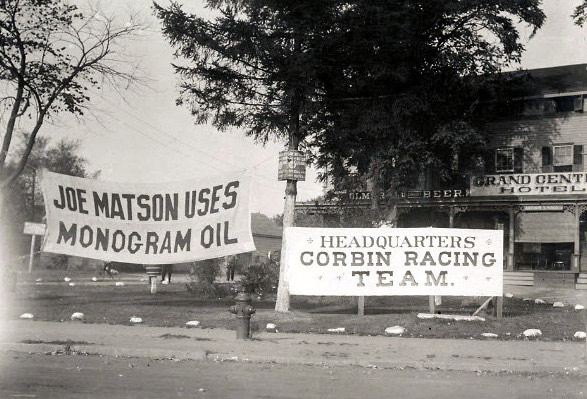 JOE MATSON USES
MONOGRAM OIL
HEADQUARTERS
CORBIN RACING
TEAM.
BEER
GRAND CENT
HOTEL